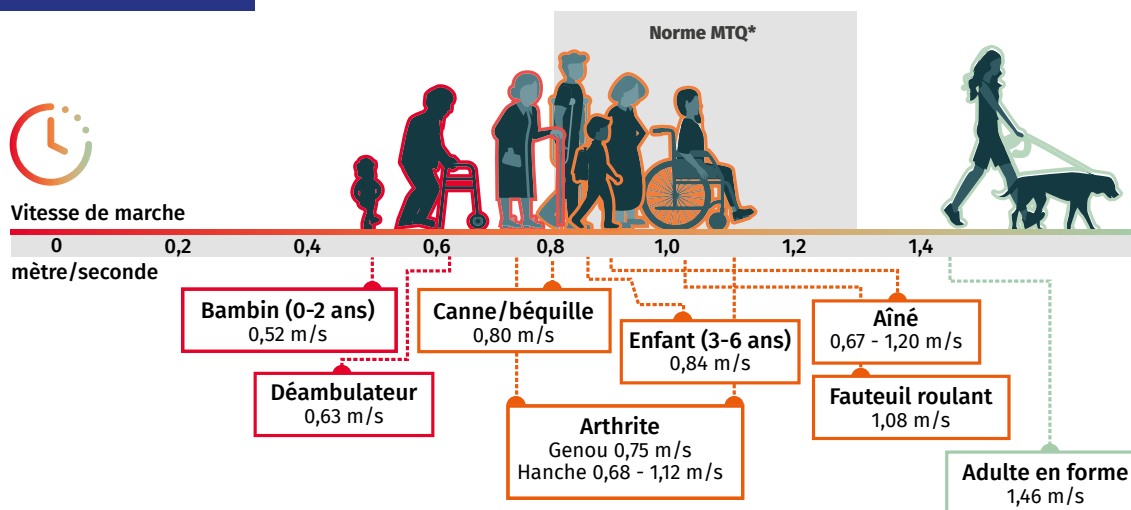 Norme MTQ*
Vitesse de marche
0 0,2 0,4 0,6 0,8 1,0 1,2 1,4
mètre/seconde
Bambin (0-2 ans)
0,52 m/s
Canne/béquille
0,80 m/s
Enfant (3-6 ans)
0,84 m/s
Aîné
0,67 - 1,20 m/s
Déambulateur
0,63 m/s
Arthrite
Genou 0,75 m/s
Hanche 0,68 - 1,12 m/s
Fauteuil roulant
1,08 m/s
Adulte en forme
1,46 m/s